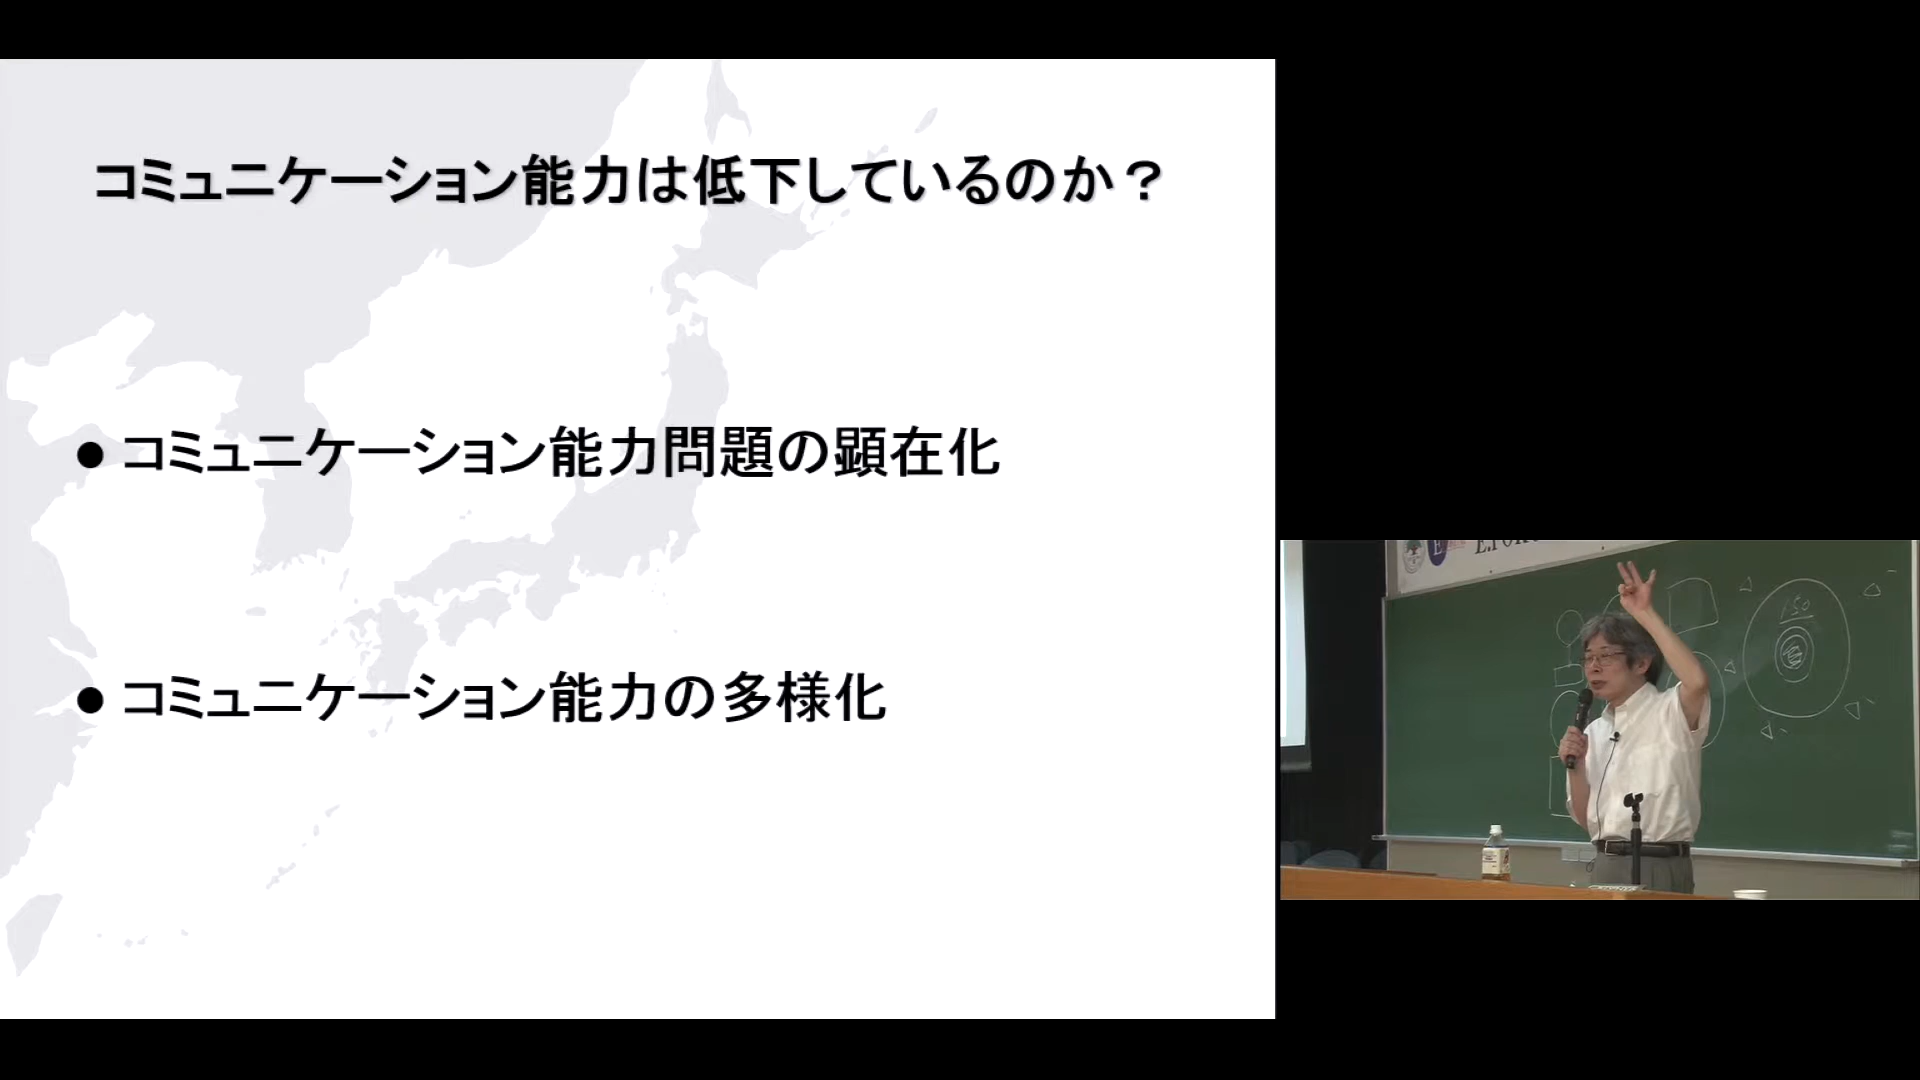 コミュニケーション能力は低下しているのか？
● コミュニケーション能力問題の顕在化
● コミュニケーション能力の多様化
150